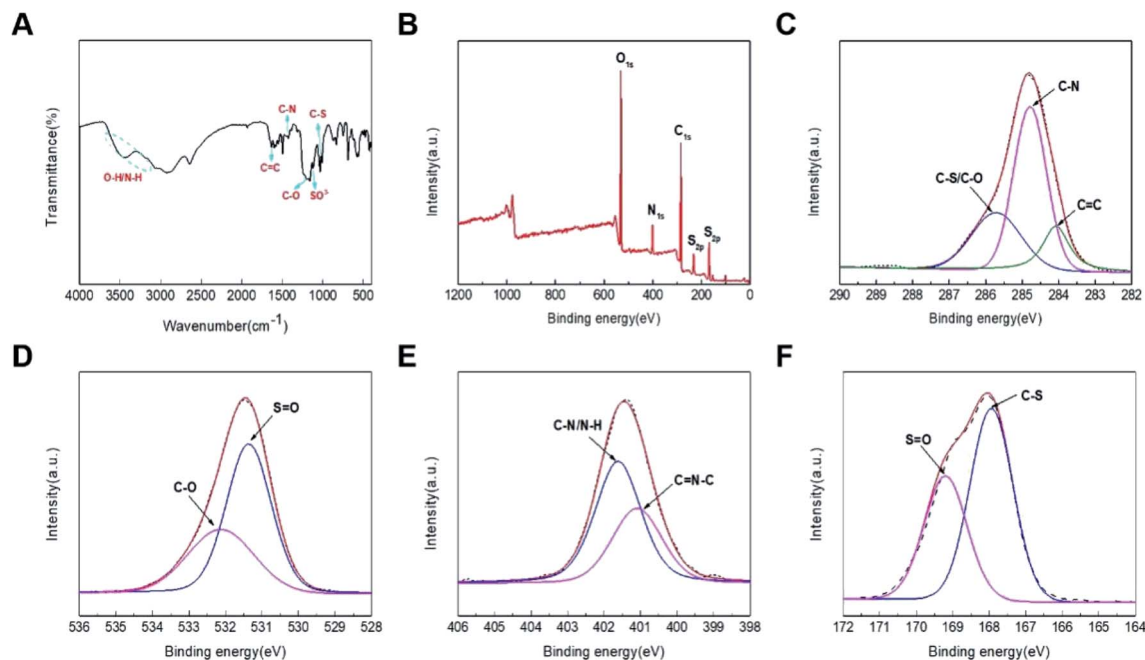 A
Transmittance(%)
C-N
C-S
O-H/N-H
C=C
C-O
SO³⁻
4000 3500 3000 2500 2000 1500 1000 500
Wavenumber(cm⁻¹)
B
Intensity(a.u.)
O1s
C1s
N1s
S2p
S2p
1200 1000 800 600 400 200 0
Binding energy(eV)
C
Intensity(a.u.)
C-N
C-S/C-O
C=C
290 289 288 287 286 285 284 283 282
Binding energy(eV)
D
Intensity(a.u.)
S=O
C-O
536 535 534 533 532 531 530 529 528
Binding energy(eV)
E
Intensity(a.u.)
C-N/N-H
C=N-C
406 405 404 403 402 401 400 399 398
Binding energy(eV)
F
Intensity(a.u.)
C-S
S=O
172 171 170 169 168 167 166 165 164
Binding energy(eV)